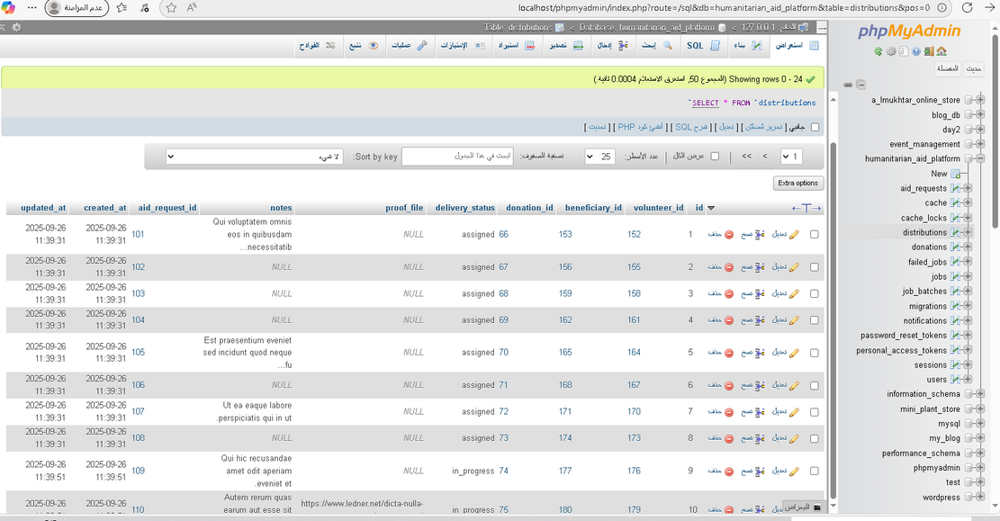 عدم المزامنة
localhost/phpmyadmin/index.php?route=/sql&db=humanitarian_aid_platform&table=distributions&pos=0
127.0.0.1 » Database: humanitarian_aid_platform » Table: distributions
استعراض بناء SQL إبحث إدخال تصدير استيراد الإمتيازات عمليات تتبع القوادح
Showing rows 0 - 24 (المجموع 50, استغرق الاستعلام 0.0004 ثانية.)
SELECT * FROM `distributions`
جانبي [ تحرير مُضمّن ] [ تعديل ] [ شرح SQL ] [ أنشئ كود PHP ] [ تحديث ]
1 > >> عرض الكل عدد الأسطر: 25 تصفية الصفوف: ابحث في هذا الجدول Sort by key: لا شيء
Extra options
id volunteer_id beneficiary_id donation_id delivery_status proof_file notes aid_request_id created_at updated_at
تعديل نسخ حذف 1 152 153 66 assigned NULL Qui voluptatem omnis eos in quibusdam necessitatib... 101 2025-09-26 11:39:31 2025-09-26 11:39:31
تعديل نسخ حذف 2 155 156 67 assigned NULL NULL 102 2025-09-26 11:39:31 2025-09-26 11:39:31
تعديل نسخ حذف 3 158 159 68 assigned NULL NULL 103 2025-09-26 11:39:31 2025-09-26 11:39:31
تعديل نسخ حذف 4 161 162 69 assigned NULL NULL 104 2025-09-26 11:39:31 2025-09-26 11:39:31
تعديل نسخ حذف 5 164 165 70 assigned NULL Est praesentium eveniet sed incidunt quod neque fu... 105 2025-09-26 11:39:31 2025-09-26 11:39:31
تعديل نسخ حذف 6 167 168 71 assigned NULL NULL 106 2025-09-26 11:39:31 2025-09-26 11:39:31
تعديل نسخ حذف 7 170 171 72 assigned NULL Ut ea eaque labore perspiciatis qui in ut. 107 2025-09-26 11:39:31 2025-09-26 11:39:31
تعديل نسخ حذف 8 173 174 73 assigned NULL NULL 108 2025-09-26 11:39:31 2025-09-26 11:39:31
تعديل نسخ حذف 9 176 177 74 in_progress NULL Qui hic recusandae amet odit aperiam eveniet et. 109 2025-09-26 11:39:51 2025-09-26 11:39:51
تعديل نسخ حذف 10 179 180 75 in_progress https://www.ledner.net/dicta-nulla- Autem rerum quas earum aut esse sit 110 2025-09-26 2025-09-26
phpMyAdmin
حديث المفضلة
a_lmukhtar_online_store
blog_db
day2
event_management
humanitarian_aid_platform
New
aid_requests
cache
cache_locks
distributions
donations
failed_jobs
jobs
job_batches
migrations
notifications
password_reset_tokens
personal_access_tokens
sessions
users
information_schema
mini_plant_store
mysql
my_blog
performance_schema
phpmyadmin
test
wordpress